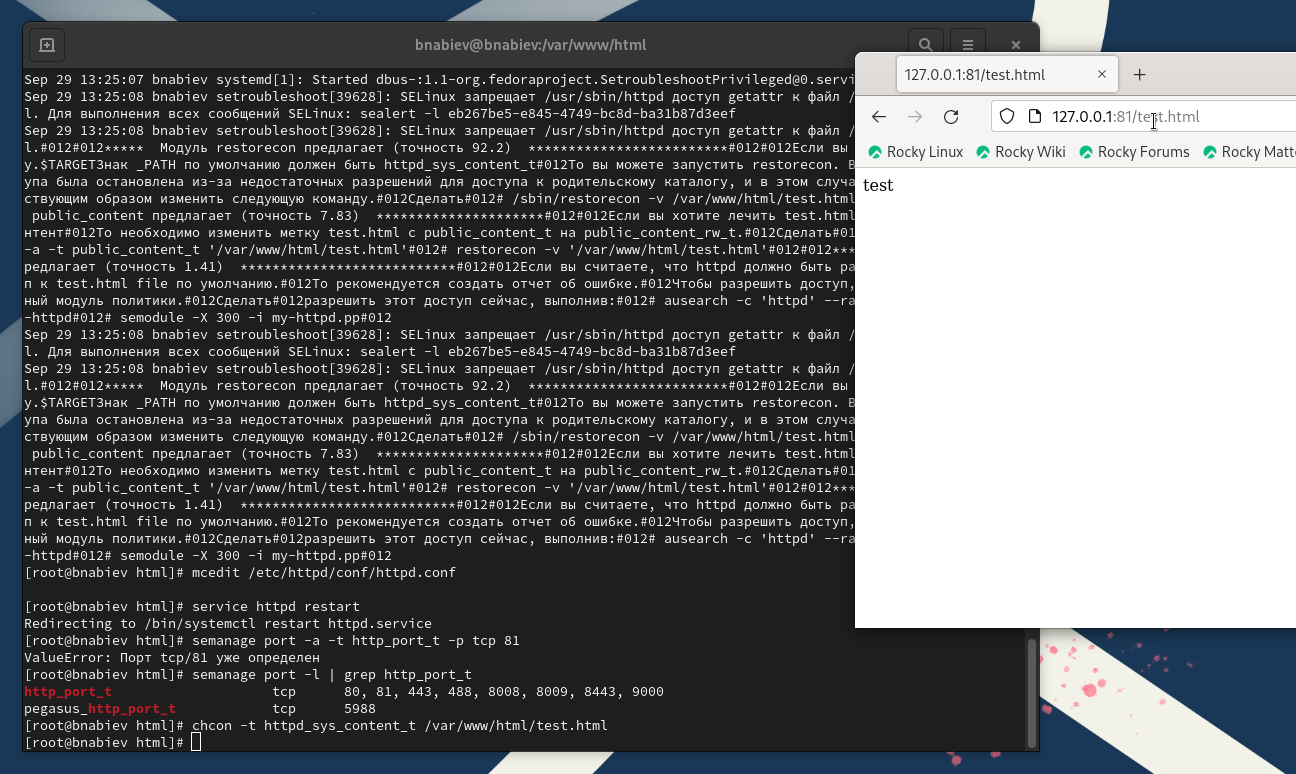 bnabiev@bnabiev:/var/www/html
Sep 29 13:25:07 bnabiev systemd[1]: Started dbus-:1.1-org.fedoraproject.SetroubleshootPrivileged@0.servi
Sep 29 13:25:08 bnabiev setroubleshoot[39628]: SELinux запрещает /usr/sbin/httpd доступ getattr к файл /
l. Для выполнения всех сообщений SELinux: sealert -l eb267be5-e845-4749-bc8d-ba31b87d3eef
Sep 29 13:25:08 bnabiev setroubleshoot[39628]: SELinux запрещает /usr/sbin/httpd доступ getattr к файл /
l.#012#012***** Модуль restorecon предлагает (точность 92.2) *************************#012#012Если вы
у.$TARGETЗнак _PATH по умолчанию должен быть httpd_sys_content_t#012То вы можете запустить restorecon. В
упа была остановлена из-за недостаточных разрешений для доступа к родительскому каталогу, и в этом случа
ствующим образом изменить следующую команду.#012Сделать#012# /sbin/restorecon -v /var/www/html/test.html
public_content предлагает (точность 7.83) *********************#012#012Если вы хотите лечить test.html
нтент#012То необходимо изменить метку test.html с public_content_t на public_content_rw_t.#012Сделать#01
-a -t public_content_t '/var/www/html/test.html'#012# restorecon -v '/var/www/html/test.html'#012#012***
редлагает (точность 1.41) ***************************#012#012Если вы считаете, что httpd должно быть ра
п к test.html file по умолчанию.#012То рекомендуется создать отчет об ошибке.#012Чтобы разрешить доступ,
ный модуль политики.#012Сделать#012разрешить этот доступ сейчас, выполнив:#012# ausearch -c 'httpd' --ra
-httpd#012# semodule -X 300 -i my-httpd.pp#012
Sep 29 13:25:08 bnabiev setroubleshoot[39628]: SELinux запрещает /usr/sbin/httpd доступ getattr к файл /
l. Для выполнения всех сообщений SELinux: sealert -l eb267be5-e845-4749-bc8d-ba31b87d3eef
Sep 29 13:25:08 bnabiev setroubleshoot[39628]: SELinux запрещает /usr/sbin/httpd доступ getattr к файл /
l.#012#012***** Модуль restorecon предлагает (точность 92.2) *************************#012#012Если вы
у.$TARGETЗнак _PATH по умолчанию должен быть httpd_sys_content_t#012То вы можете запустить restorecon. В
упа была остановлена из-за недостаточных разрешений для доступа к родительскому каталогу, и в этом случа
ствующим образом изменить следующую команду.#012Сделать#012# /sbin/restorecon -v /var/www/html/test.html
public_content предлагает (точность 7.83) *********************#012#012Если вы хотите лечить test.html
нтент#012То необходимо изменить метку test.html с public_content_t на public_content_rw_t.#012Сделать#01
-a -t public_content_t '/var/www/html/test.html'#012# restorecon -v '/var/www/html/test.html'#012#012***
редлагает (точность 1.41) ***************************#012#012Если вы считаете, что httpd должно быть ра
п к test.html file по умолчанию.#012То рекомендуется создать отчет об ошибке.#012Чтобы разрешить доступ,
ный модуль политики.#012Сделать#012разрешить этот доступ сейчас, выполнив:#012# ausearch -c 'httpd' --ra
-httpd#012# semodule -X 300 -i my-httpd.pp#012
[root@bnabiev html]# mcedit /etc/httpd/conf/httpd.conf
[root@bnabiev html]# service httpd restart
Redirecting to /bin/systemctl restart httpd.service
[root@bnabiev html]# semanage port -a -t http_port_t -p tcp 81
ValueError: Порт tcp/81 уже определен
[root@bnabiev html]# semanage port -l | grep http_port_t
http_port_t tcp 80, 81, 443, 488, 8008, 8009, 8443, 9000
pegasus_http_port_t tcp 5988
[root@bnabiev html]# chcon -t httpd_sys_content_t /var/www/html/test.html
[root@bnabiev html]#
127.0.0.1:81/test.html
127.0.0.1:81/test.html
Rocky Linux Rocky Wiki Rocky Forums Rocky Matte
test